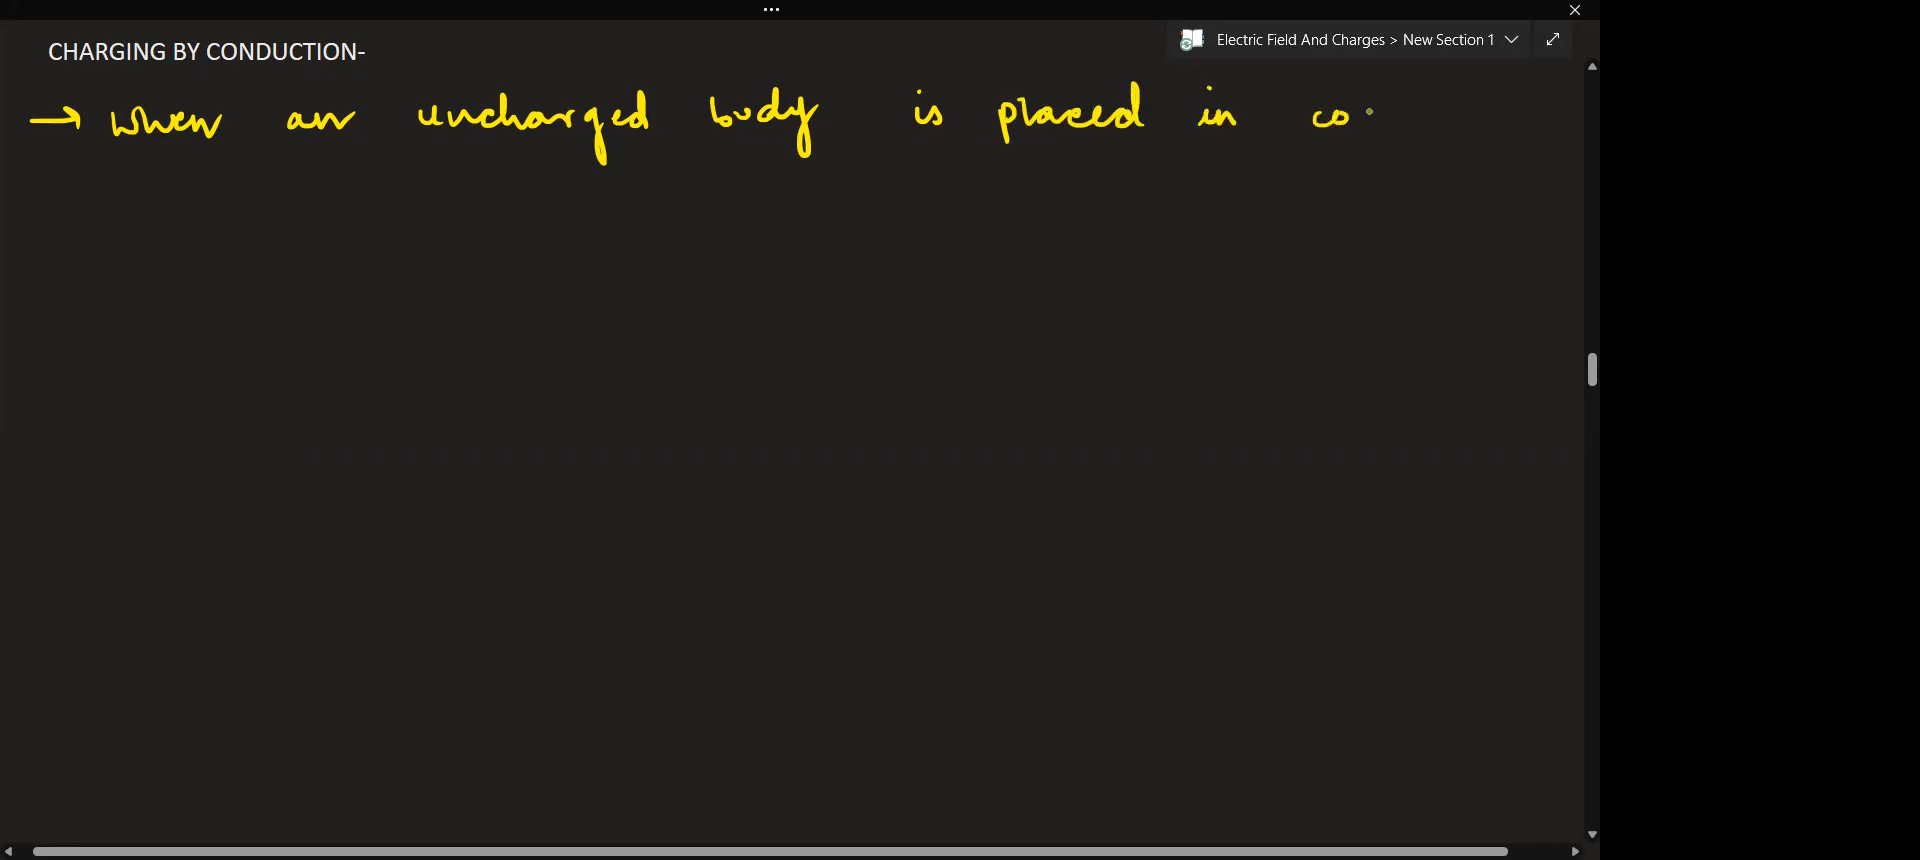 Electric Field And Charges > New Section 1
CHARGING BY CONDUCTION-
→ when an uncharged body is placed in co